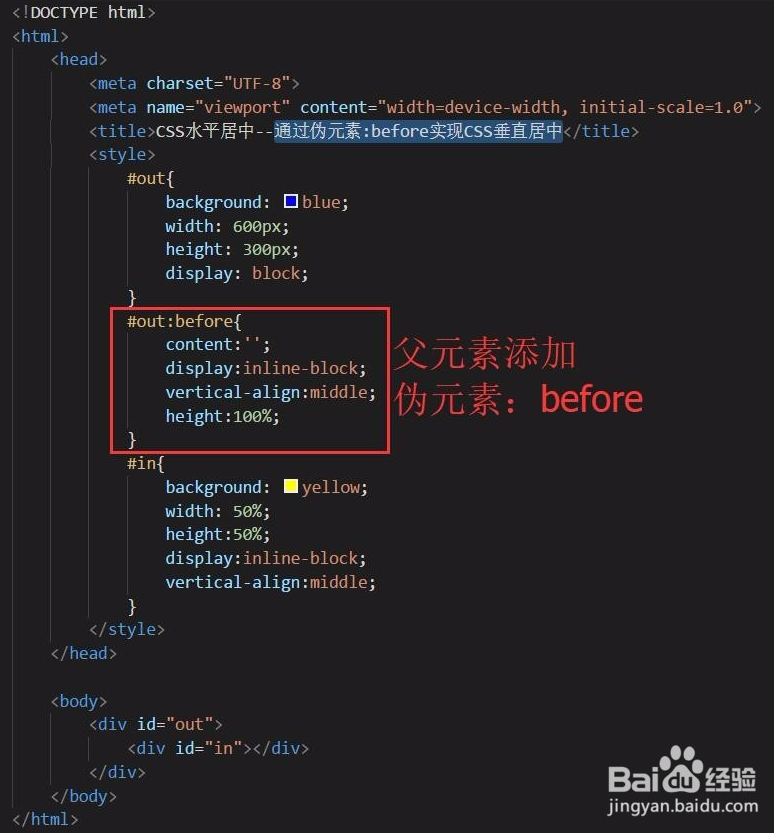 <!DOCTYPE html>
<html>
<head>
<meta charset="UTF-8">
<meta name="viewport" content="width=device-width, initial-scale=1.0">
<title>CSS水平居中--通过伪元素:before实现CSS垂直居中</title>
<style>
#out{
background: blue;
width: 600px;
height: 300px;
display: block;
}
#out:before{
content:'';
display:inline-block;
vertical-align:middle;
height:100%;
}
父元素添加
伪元素：before
#in{
background: yellow;
width: 50%;
height:50%;
display:inline-block;
vertical-align:middle;
}
</style>
</head>
<body>
<div id="out">
<div id="in"></div>
</div>
</body>
</html>
Baidu经验
jingyan.baidu.com